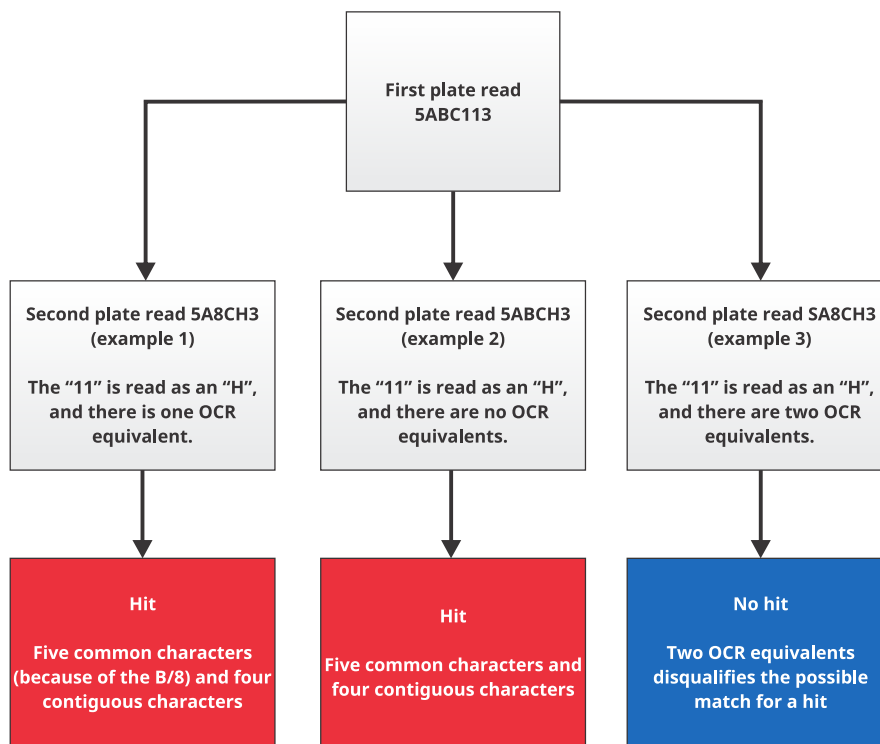 First plate read
5ABC113
Second plate read 5A8CH3
(example 1)
The “11” is read as an “H”,
and there is one OCR
equivalent.
Second plate read 5ABCH3
(example 2)
The “11” is read as an “H”,
and there are no OCR
equivalents.
Second plate read SA8CH3
(example 3)
The “11” is read as an “H”,
and there are two OCR
equivalents.
Hit
Five common characters
(because of the B/8) and four
contiguous characters
Hit
Five common characters and
four contiguous characters
No hit
Two OCR equivalents
disqualifies the possible
match for a hit